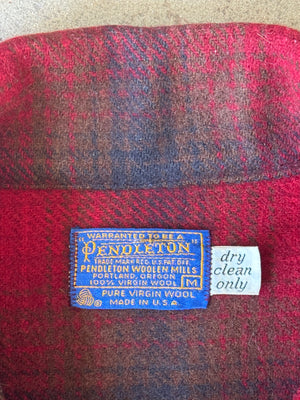 "WARRANTED TO BE A
PENDLETON"
TRADE MARK REG. U.S. PAT. OFF.
PENDLETON WOOLEN MILLS
PORTLAND, OREGON
100% VIRGIN WOOL M
PURE VIRGIN WOOL
MADE IN U.S.A.
dry
clean
only